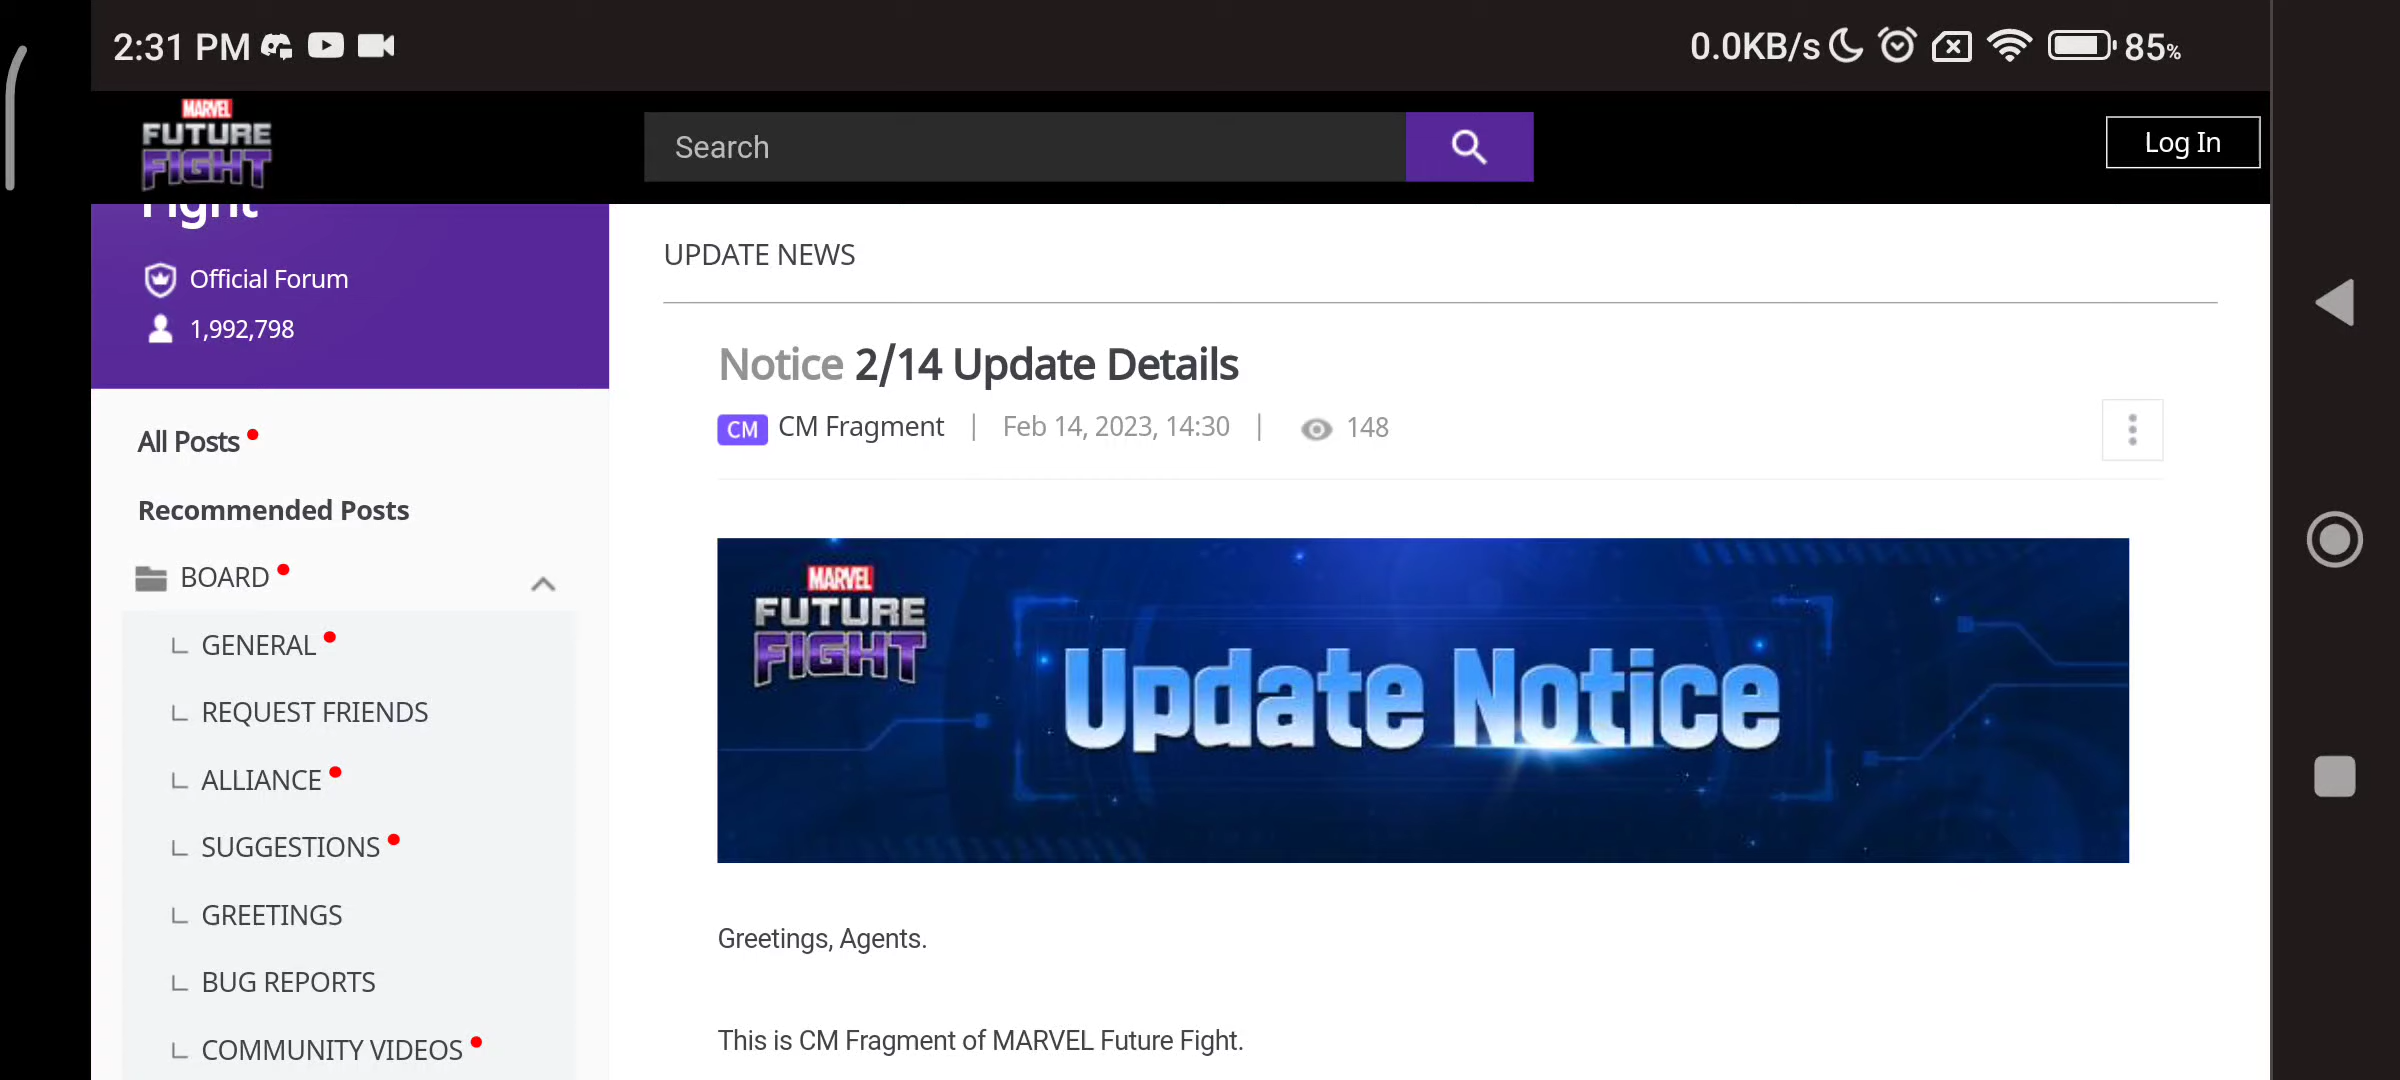 2:31 PM
0.0KB/s
85%
MARVEL
FUTURE
FIGHT
Search
Log In
Fight
Official Forum
1,992,798
All Posts
Recommended Posts
BOARD
GENERAL
REQUEST FRIENDS
ALLIANCE
SUGGESTIONS
GREETINGS
BUG REPORTS
COMMUNITY VIDEOS
UPDATE NEWS
Notice 2/14 Update Details
CM CM Fragment | Feb 14, 2023, 14:30 | 148
MARVEL
FUTURE
FIGHT
Update Notice
Greetings, Agents.
This is CM Fragment of MARVEL Future Fight.